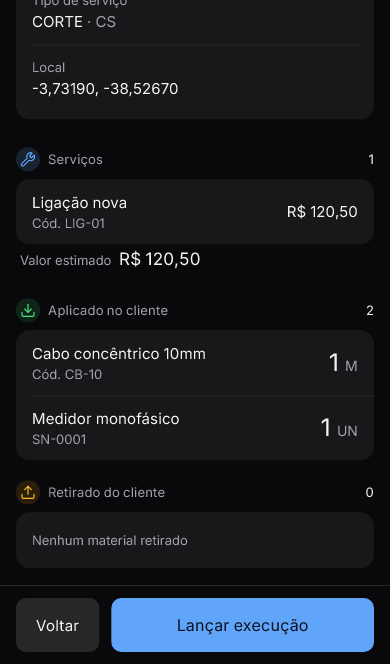 Tipo de serviço
CORTE · CS
Local
-3,73190, -38,52670
Serviços 1
Ligação nova R$ 120,50
Cód. LIG-01
Valor estimado R$ 120,50
Aplicado no cliente 2
Cabo concêntrico 10mm 1 M
Cód. CB-10
Medidor monofásico 1 UN
SN-0001
Retirado do cliente 0
Nenhum material retirado
Voltar Lançar execução